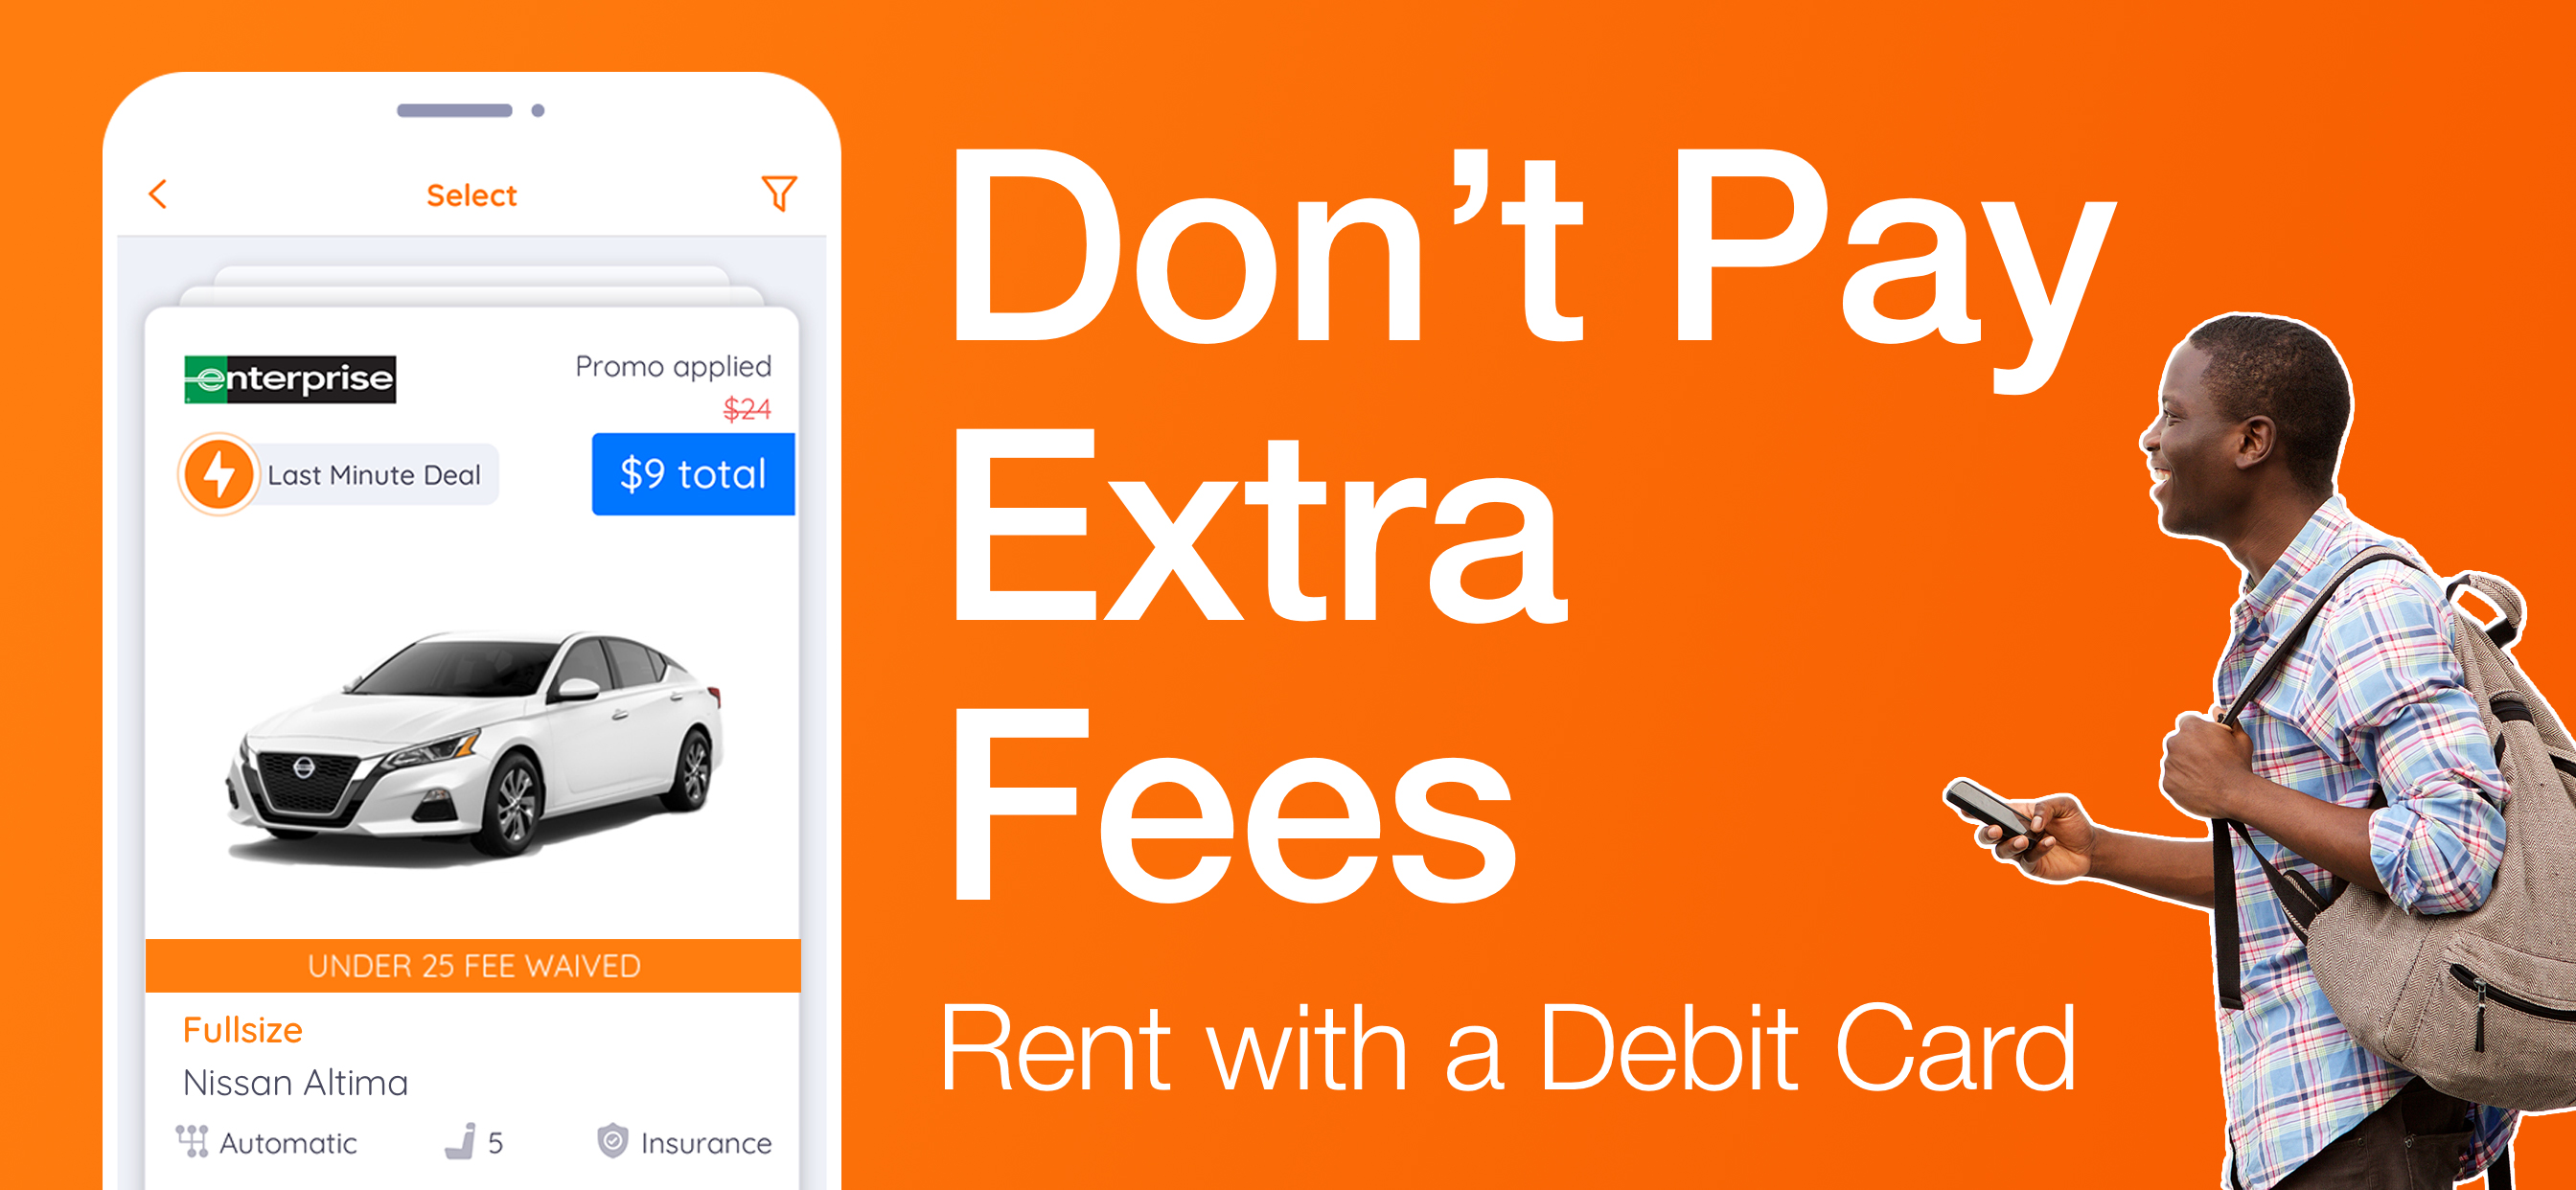 Select
enterprise
Promo applied
$24
Last Minute Deal
$9 total
UNDER 25 FEE WAIVED
Fullsize
Nissan Altima
Automatic
5
Insurance
Don’t Pay
Extra
Fees
Rent with a Debit Card